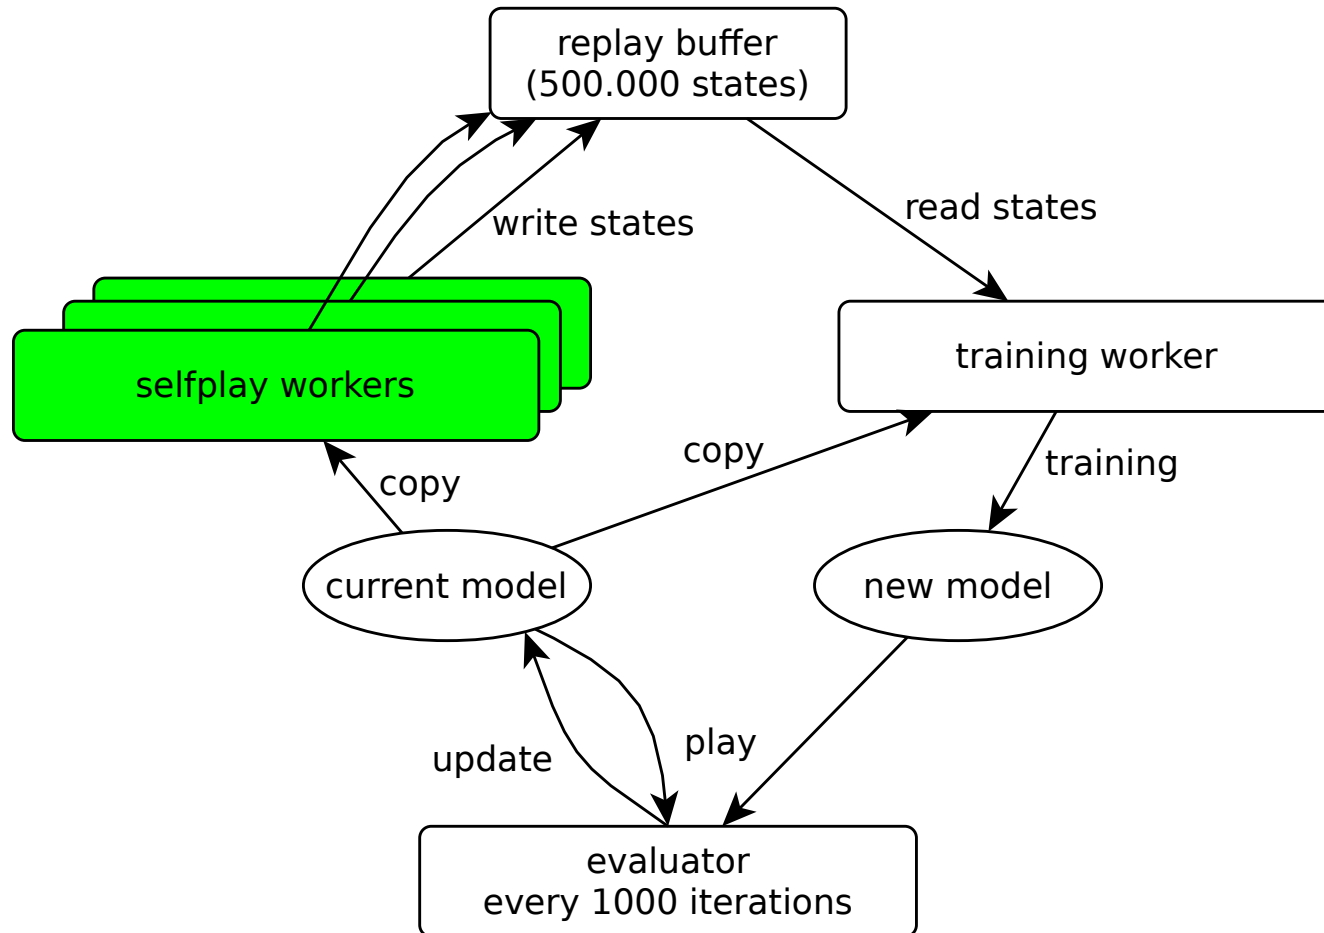 replay buffer
(500.000 states)
read states
write states
training worker
selfplay workers
copy
training
copy
current model
new model
play
update
evaluator
every 1000 iterations